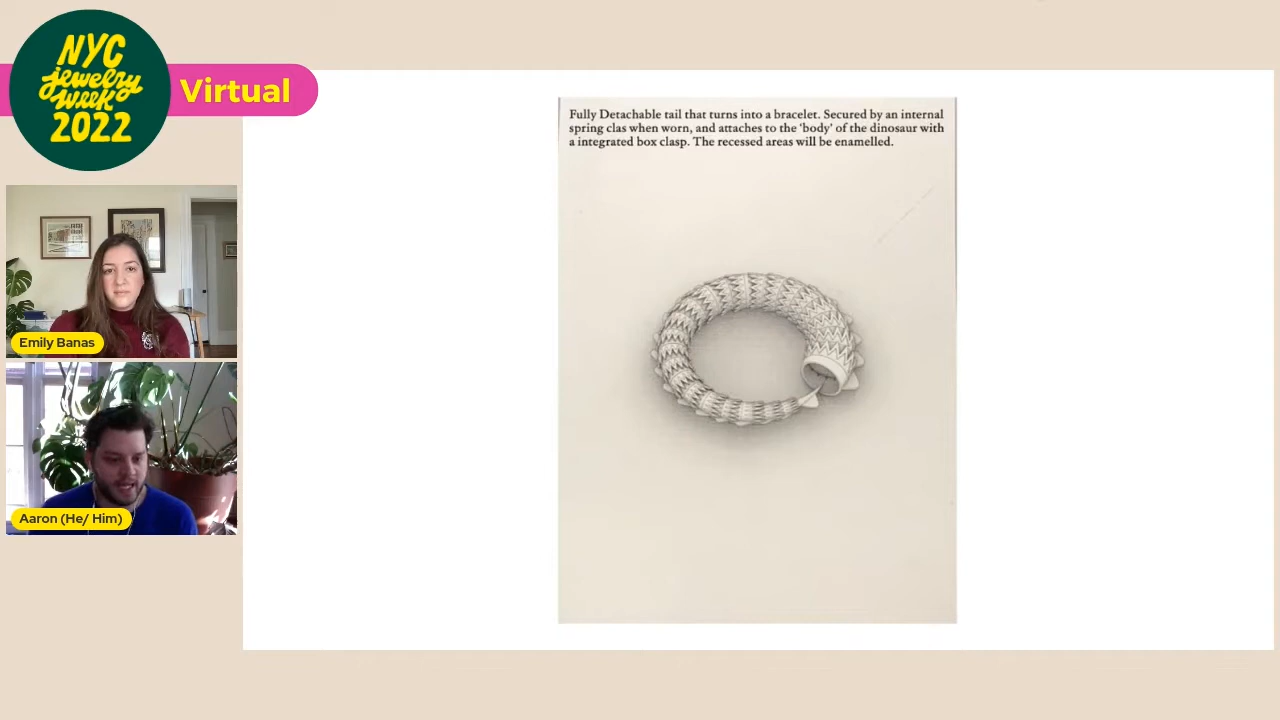 NYC
jewelry
week
2022
Virtual
Fully Detachable tail that turns into a bracelet. Secured by an internal
spring clas when worn, and attaches to the 'body' of the dinosaur with
a integrated box clasp. The recessed areas will be enamelled.
Emily Banas
Aaron (He/ Him)